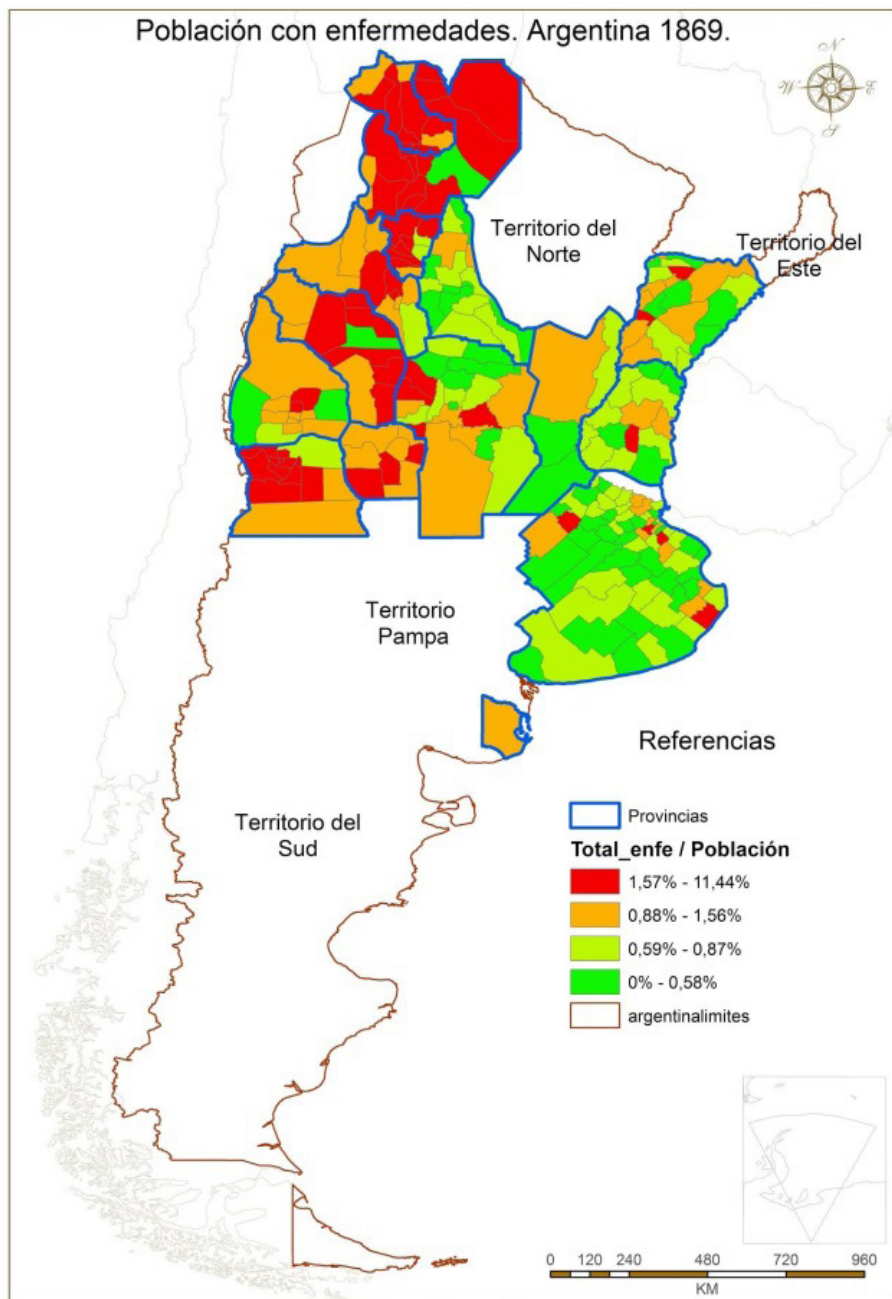 Población con enfermedades. Argentina 1869.
N
W
E
S
Territorio del
Norte
Territorio del
Este
Territorio
Pampa
Territorio del
Sud
Referencias
Provincias
Total_enfe / Población
1,57% - 11,44%
0,88% - 1,56%
0,59% - 0,87%
0% - 0,58%
argentinalimites
0 120 240 480 720 960
KM